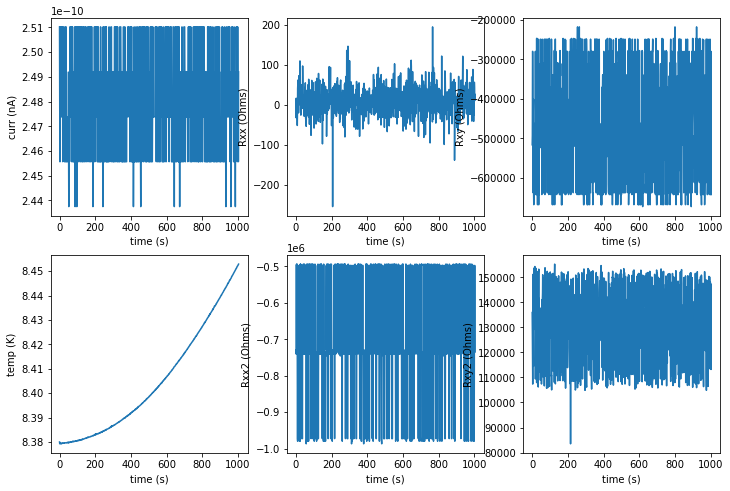 1e−10
2.51
2.50
2.49
2.48
2.47
2.46
2.45
2.44
curr (nA)
0 200 400 600 800 1000
time (s)
200
100
0
−100
−200
Rxx (Ohms)
0 200 400 600 800 1000
time (s)
−200000
−300000
−400000
−500000
−600000
Rxy (Ohms)
0 200 400 600 800 1000
time (s)
8.45
8.44
8.43
8.42
8.41
8.40
8.39
8.38
temp (K)
0 200 400 600 800 1000
time (s)
1e6
−0.5
−0.6
−0.7
−0.8
−0.9
−1.0
Rxx2 (Ohms)
0 200 400 600 800 1000
time (s)
150000
140000
130000
120000
110000
100000
90000
80000
Rxy2 (Ohms)
0 200 400 600 800 1000
time (s)